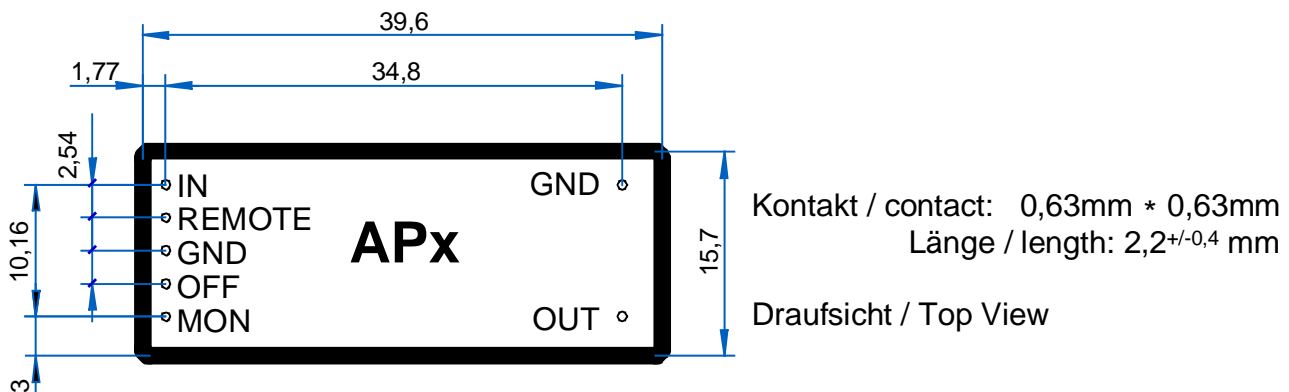 39,6
1,77
34,8
2,54
IN
GND
REMOTE
APx
GND
10,16
15,7
OFF
MON
OUT
3
Kontakt / contact: 0,63mm * 0,63mm
Länge / length: 2,2+/-0,4 mm
Draufsicht / Top View